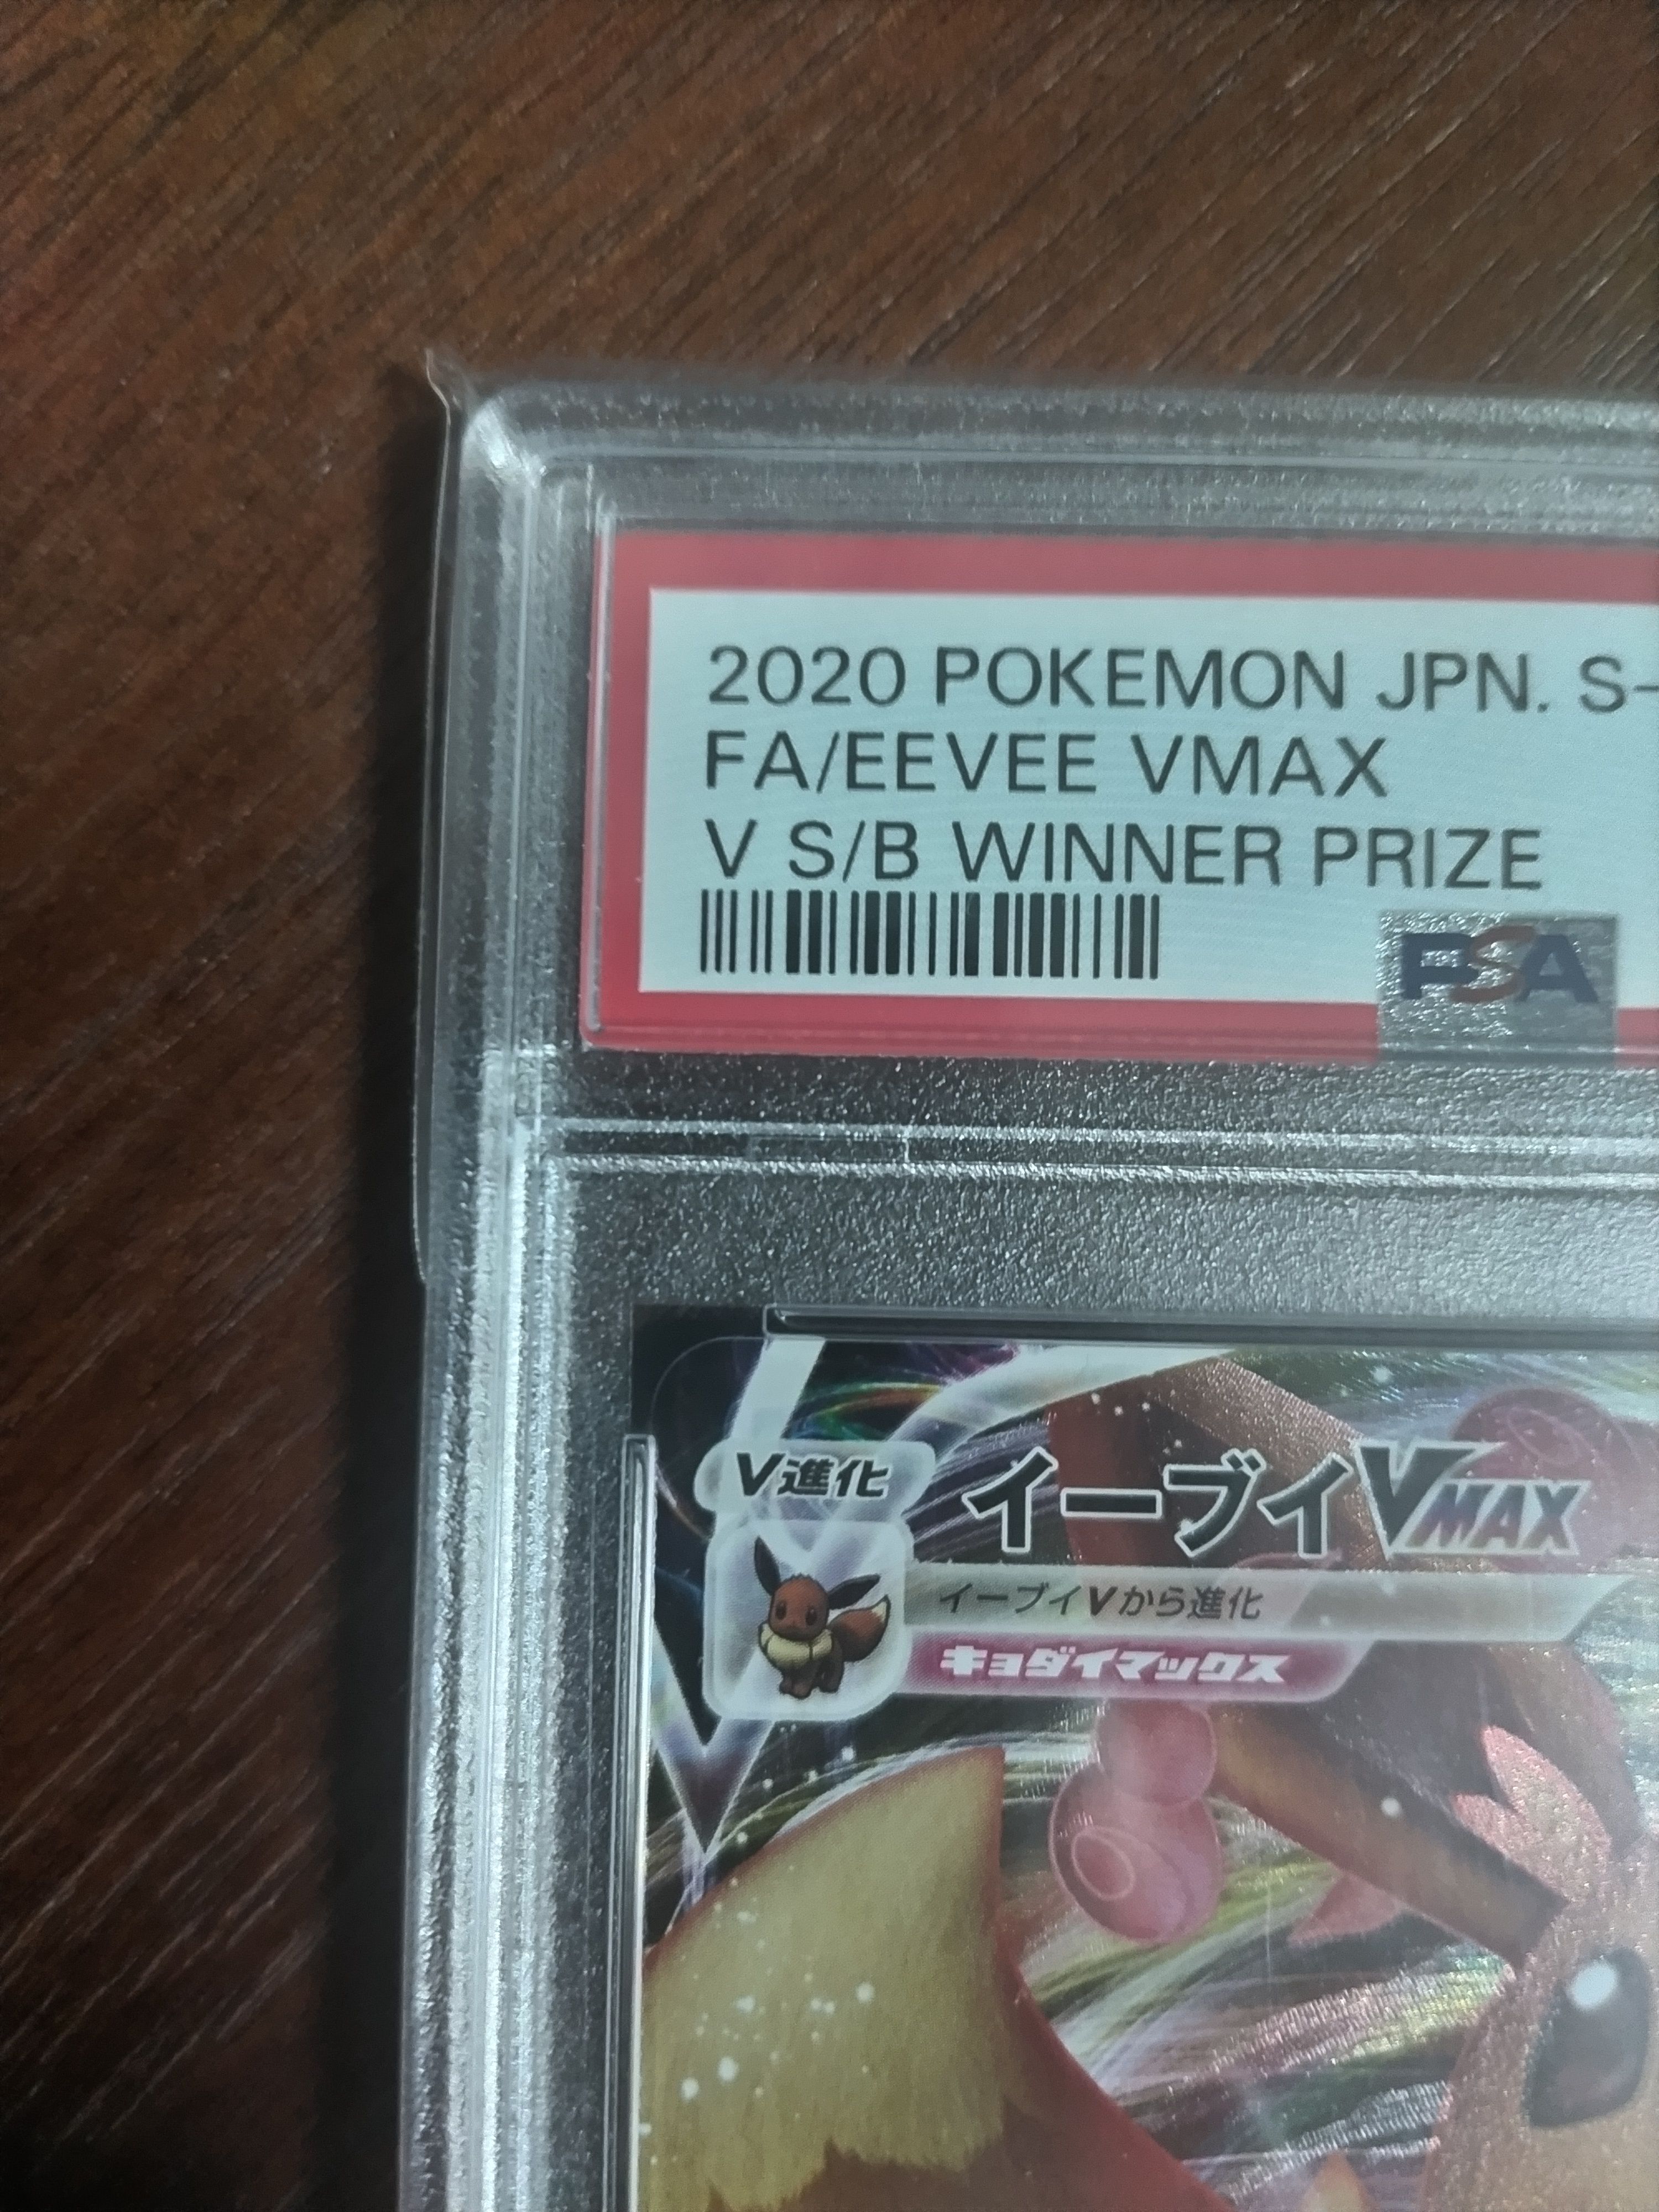 2020 POKEMON JPN. S-
FA/EEVEE VMAX
V S/B WINNER PRIZE
PSA
V進化
イーブイVMAX
イーブイVから進化
キョダイマックス